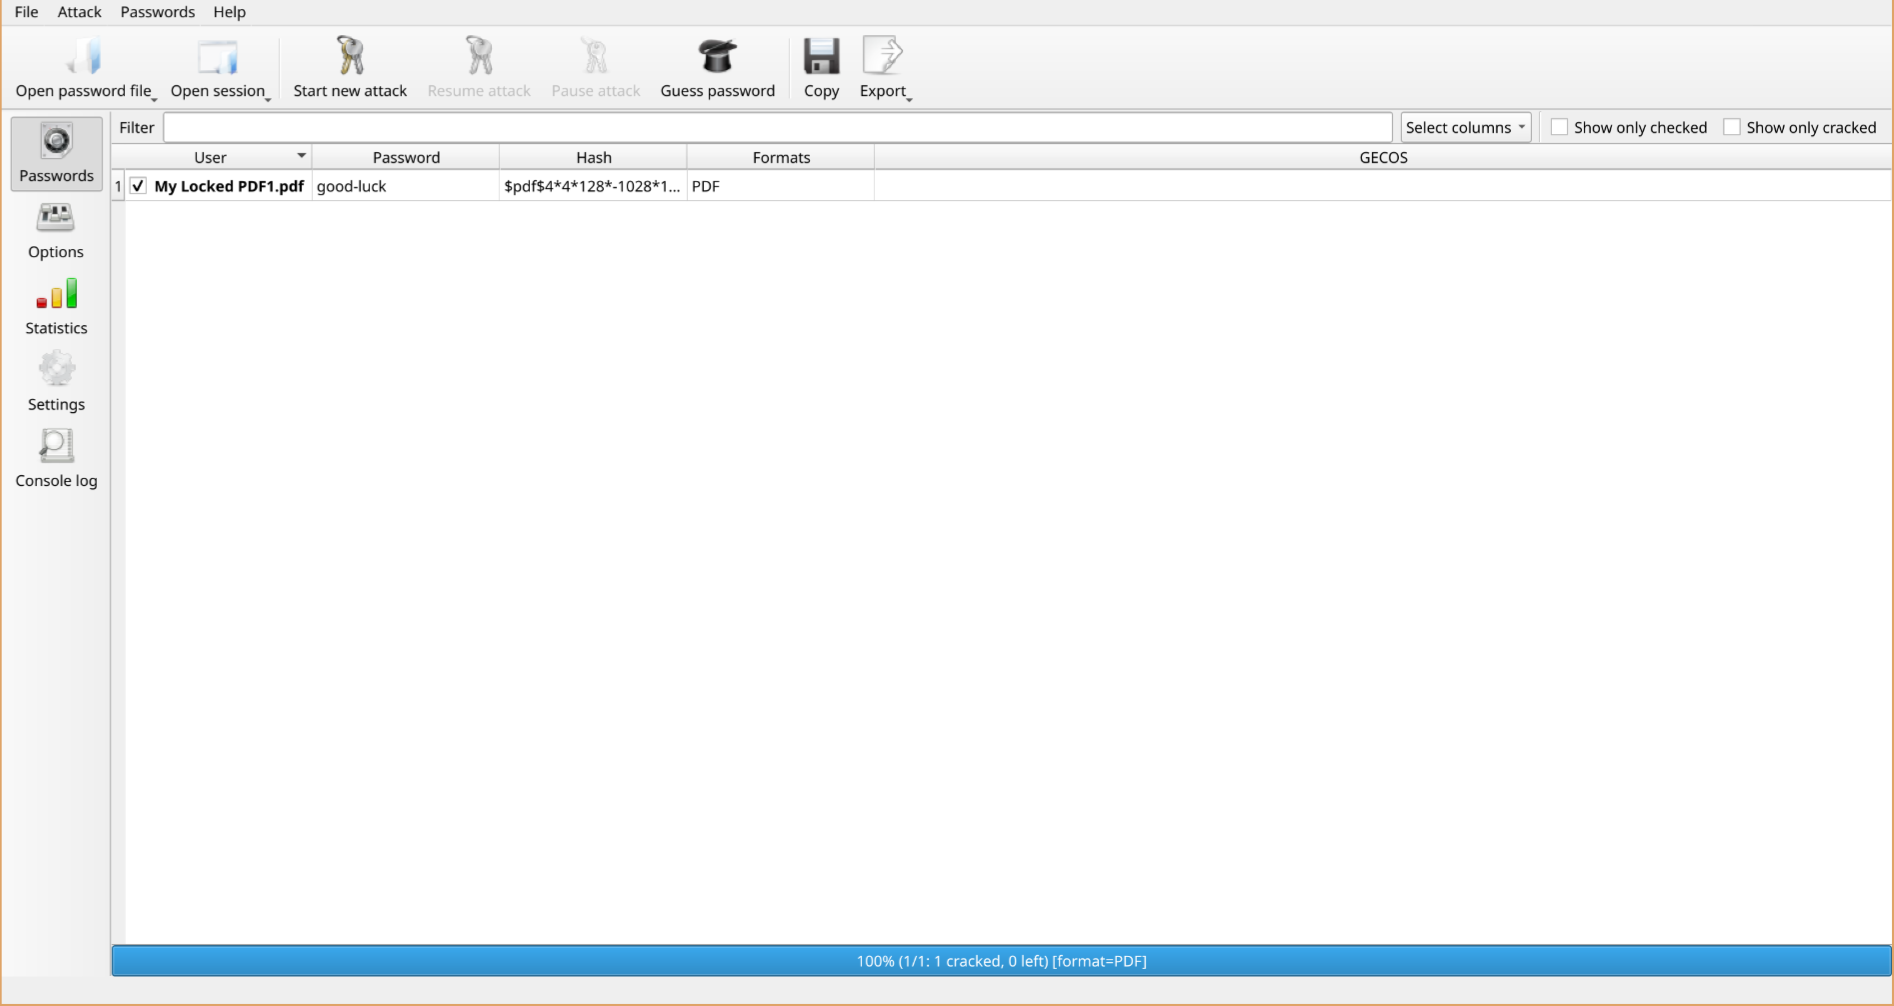 File Attack Passwords Help
Open password file Open session Start new attack Resume attack Pause attack Guess password Copy Export
Filter Select columns Show only checked Show only cracked
User Password Hash Formats GECOS
1 My Locked PDF1.pdf good-luck $pdf$4*4*128*-1028*1... PDF
Passwords
Options
Statistics
Settings
Console log
100% (1/1: 1 cracked, 0 left) [format=PDF]